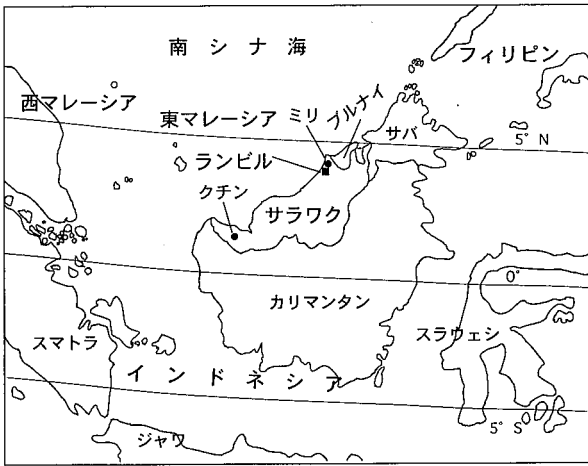 南シナ海
フィリピン
西マレーシア
東マレーシア
ミリ
ブルナイ
サバ
5° N
ランビル
クチン
サラワク
0°
カリマンタン
スマトラ
スラウェシ
インドネシア
5° S
ジャワ